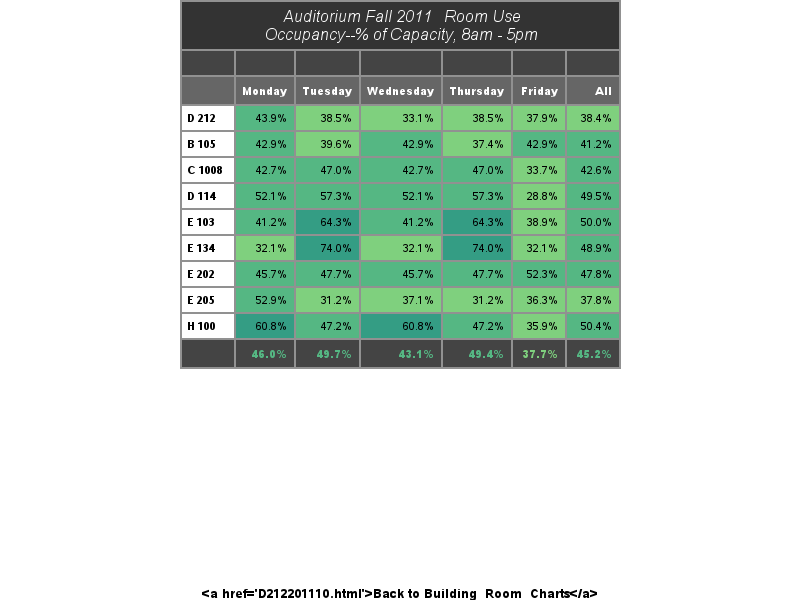 Auditorium Fall 2011 Room Use
Occupancy--% of Capacity, 8am - 5pm
Monday Tuesday Wednesday Thursday Friday All
D 212 43.9% 38.5% 33.1% 38.5% 37.9% 38.4%
B 105 42.9% 39.6% 42.9% 37.4% 42.9% 41.2%
C 1008 42.7% 47.0% 42.7% 47.0% 33.7% 42.6%
D 114 52.1% 57.3% 52.1% 57.3% 28.8% 49.5%
E 103 41.2% 64.3% 41.2% 64.3% 38.9% 50.0%
E 134 32.1% 74.0% 32.1% 74.0% 32.1% 48.9%
E 202 45.7% 47.7% 45.7% 47.7% 52.3% 47.8%
E 205 52.9% 31.2% 37.1% 31.2% 36.3% 37.8%
H 100 60.8% 47.2% 60.8% 47.2% 35.9% 50.4%
46.0% 49.7% 43.1% 49.4% 37.7% 45.2%
<a href='D212201110.html'>Back to Building Room Charts</a>